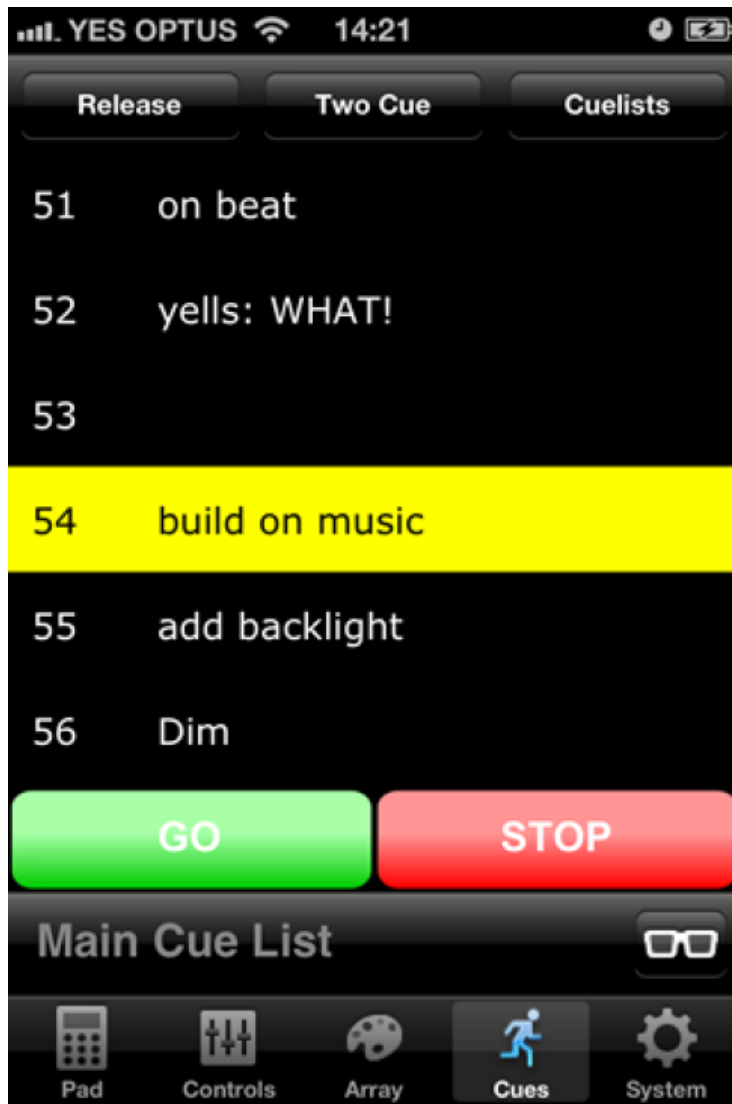 YES OPTUS 14:21
Release Two Cue Cuelists
51 on beat
52 yells: WHAT!
53
54 build on music
55 add backlight
56 Dim
GO STOP
Main Cue List
Pad Controls Array Cues System